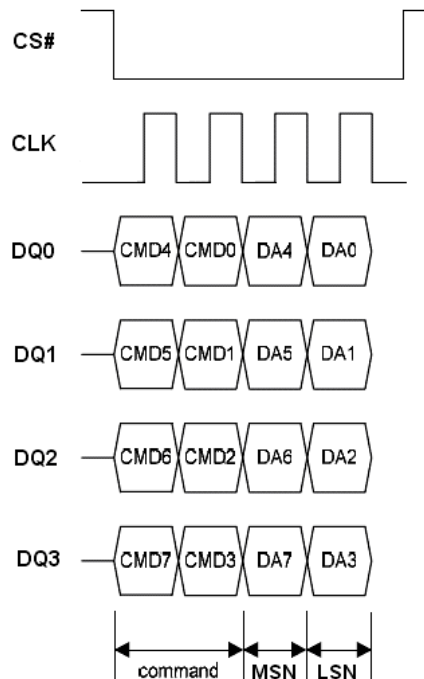 CS#
CLK
DQ0 CMD4 CMD0 DA4 DA0
DQ1 CMD5 CMD1 DA5 DA1
DQ2 CMD6 CMD2 DA6 DA2
DQ3 CMD7 CMD3 DA7 DA3
command MSN LSN